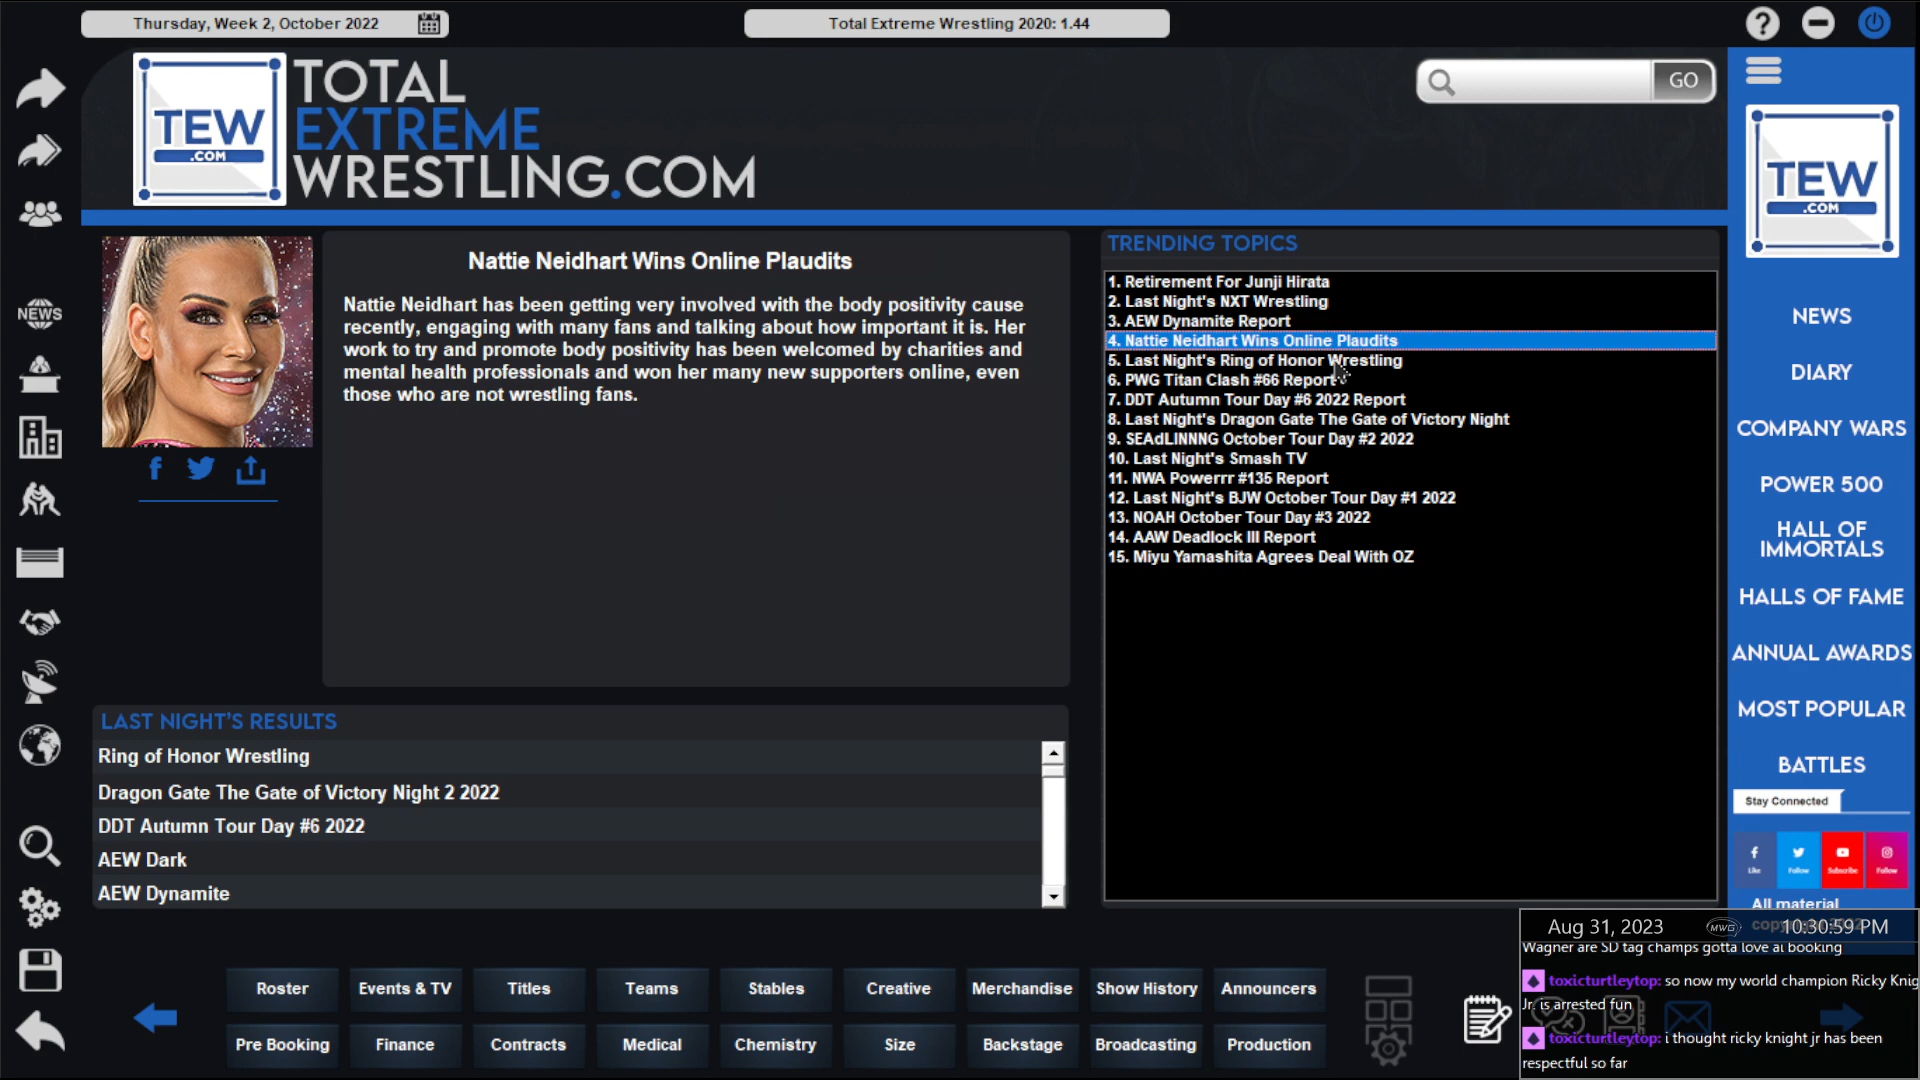 Thursday, Week 2, October 2022
Total Extreme Wrestling 2020: 1.44
TEW
.COM
TOTAL
EXTREME
WRESTLING.COM
GO
TEW
.COM
NEWS
Nattie Neidhart Wins Online Plaudits
Nattie Neidhart has been getting very involved with the body positivity cause
recently, engaging with many fans and talking about how important it is. Her
work to try and promote body positivity has been welcomed by charities and
mental health professionals and won her many new supporters online, even
those who are not wrestling fans.
TRENDING TOPICS
1. Retirement For Junji Hirata
2. Last Night's NXT Wrestling
3. AEW Dynamite Report
4. Nattie Neidhart Wins Online Plaudits
5. Last Night's Ring of Honor Wrestling
6. PWG Titan Clash #66 Report
7. DDT Autumn Tour Day #6 2022 Report
8. Last Night's Dragon Gate The Gate of Victory Night
9. SEAdLINNNG October Tour Day #2 2022
10. Last Night's Smash TV
11. NWA Powerrr #135 Report
12. Last Night's BJW October Tour Day #1 2022
13. NOAH October Tour Day #3 2022
14. AAW Deadlock III Report
15. Miyu Yamashita Agrees Deal With OZ
NEWS
DIARY
COMPANY WARS
POWER 500
HALL OF
IMMORTALS
HALLS OF FAME
ANNUAL AWARDS
MOST POPULAR
BATTLES
Stay Connected
Like
Follow
Subscribe
Follow
All material
LAST NIGHT'S RESULTS
Ring of Honor Wrestling
Dragon Gate The Gate of Victory Night 2 2022
DDT Autumn Tour Day #6 2022
AEW Dark
AEW Dynamite
Roster
Events & TV
Titles
Teams
Stables
Creative
Merchandise
Show History
Announcers
Pre Booking
Finance
Contracts
Medical
Chemistry
Size
Backstage
Broadcasting
Production
Aug 31, 2023
MWG
10:30:59 PM
Wagner are SD tag champs gotta love ai booking
toxicturtleytop: so now my world champion Ricky Knig
Jr. is arrested fun
toxicturtleytop: i thought ricky knight jr has been
respectful so far